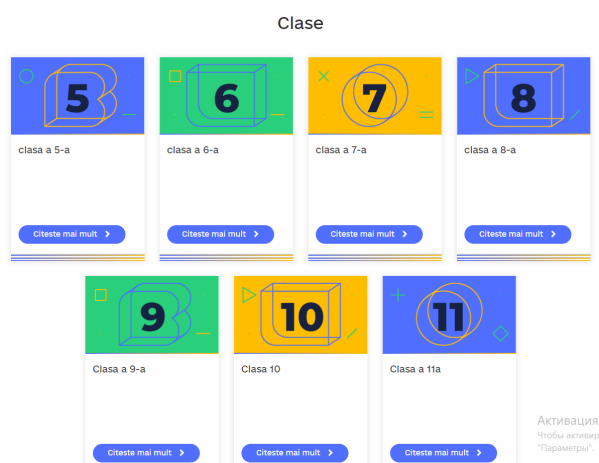 Clase
5
6
7
8
clasa a 5-a
clasa a 6-a
clasa a 7-a
clasa a 8-a
Citeste mai mult
Citeste mai mult
Citeste mai mult
Citeste mai mult
9
10
11
Clasa a 9-a
Clasa 10
Clasa a 11a
Citeste mai mult
Citeste mai mult
Citeste mai mult
Активация
Чтобы активир
"Параметры".